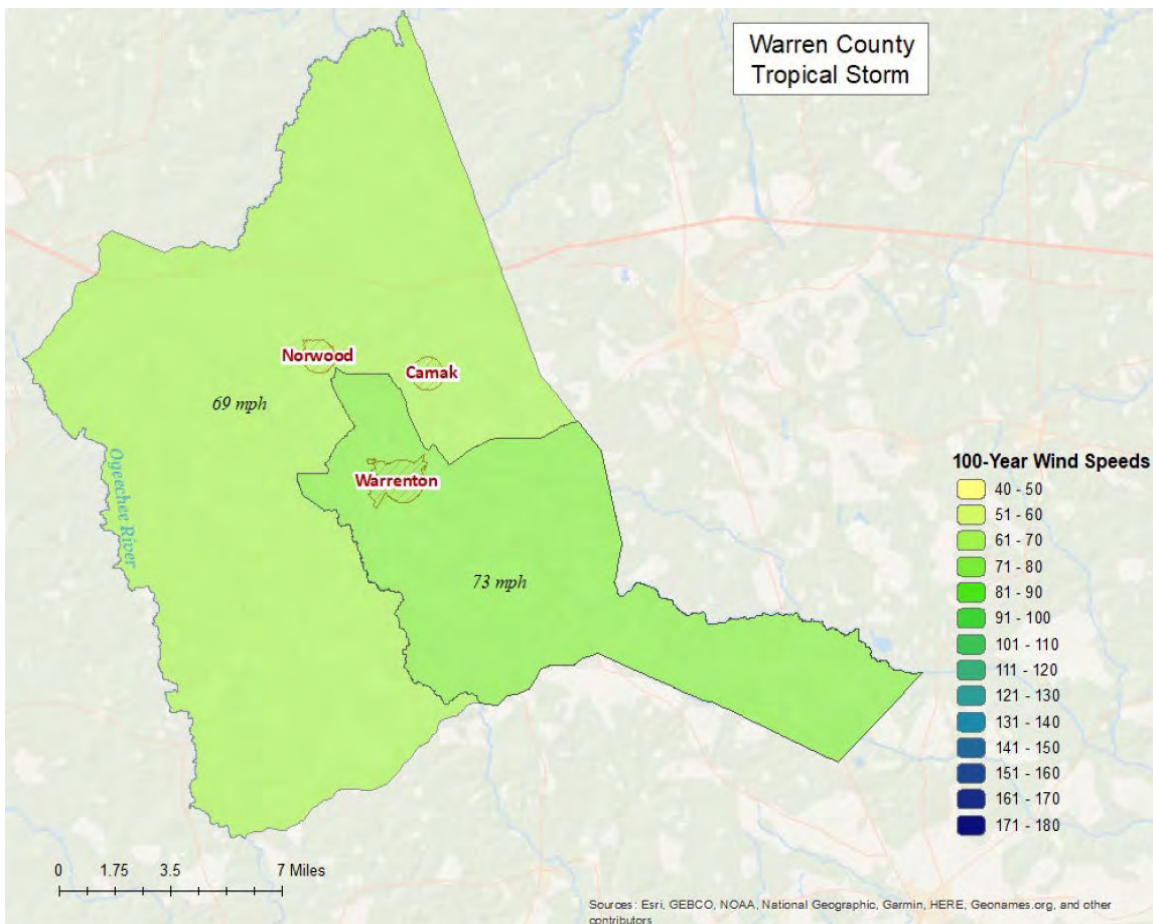 Warren County
Tropical Storm
Norwood
Camak
69 mph
Warrenton
Ogeechee River
73 mph
100-Year Wind Speeds
40 - 50
51 - 60
61 - 70
71 - 80
81 - 90
91 - 100
101 - 110
111 - 120
121 - 130
131 - 140
141 - 150
151 - 160
161 - 170
171 - 180
0 1.75 3.5 7 Miles
Sources: Esri, GEBCO, NOAA, National Geographic, Garmin, HERE, Geonames.org, and other
contributors